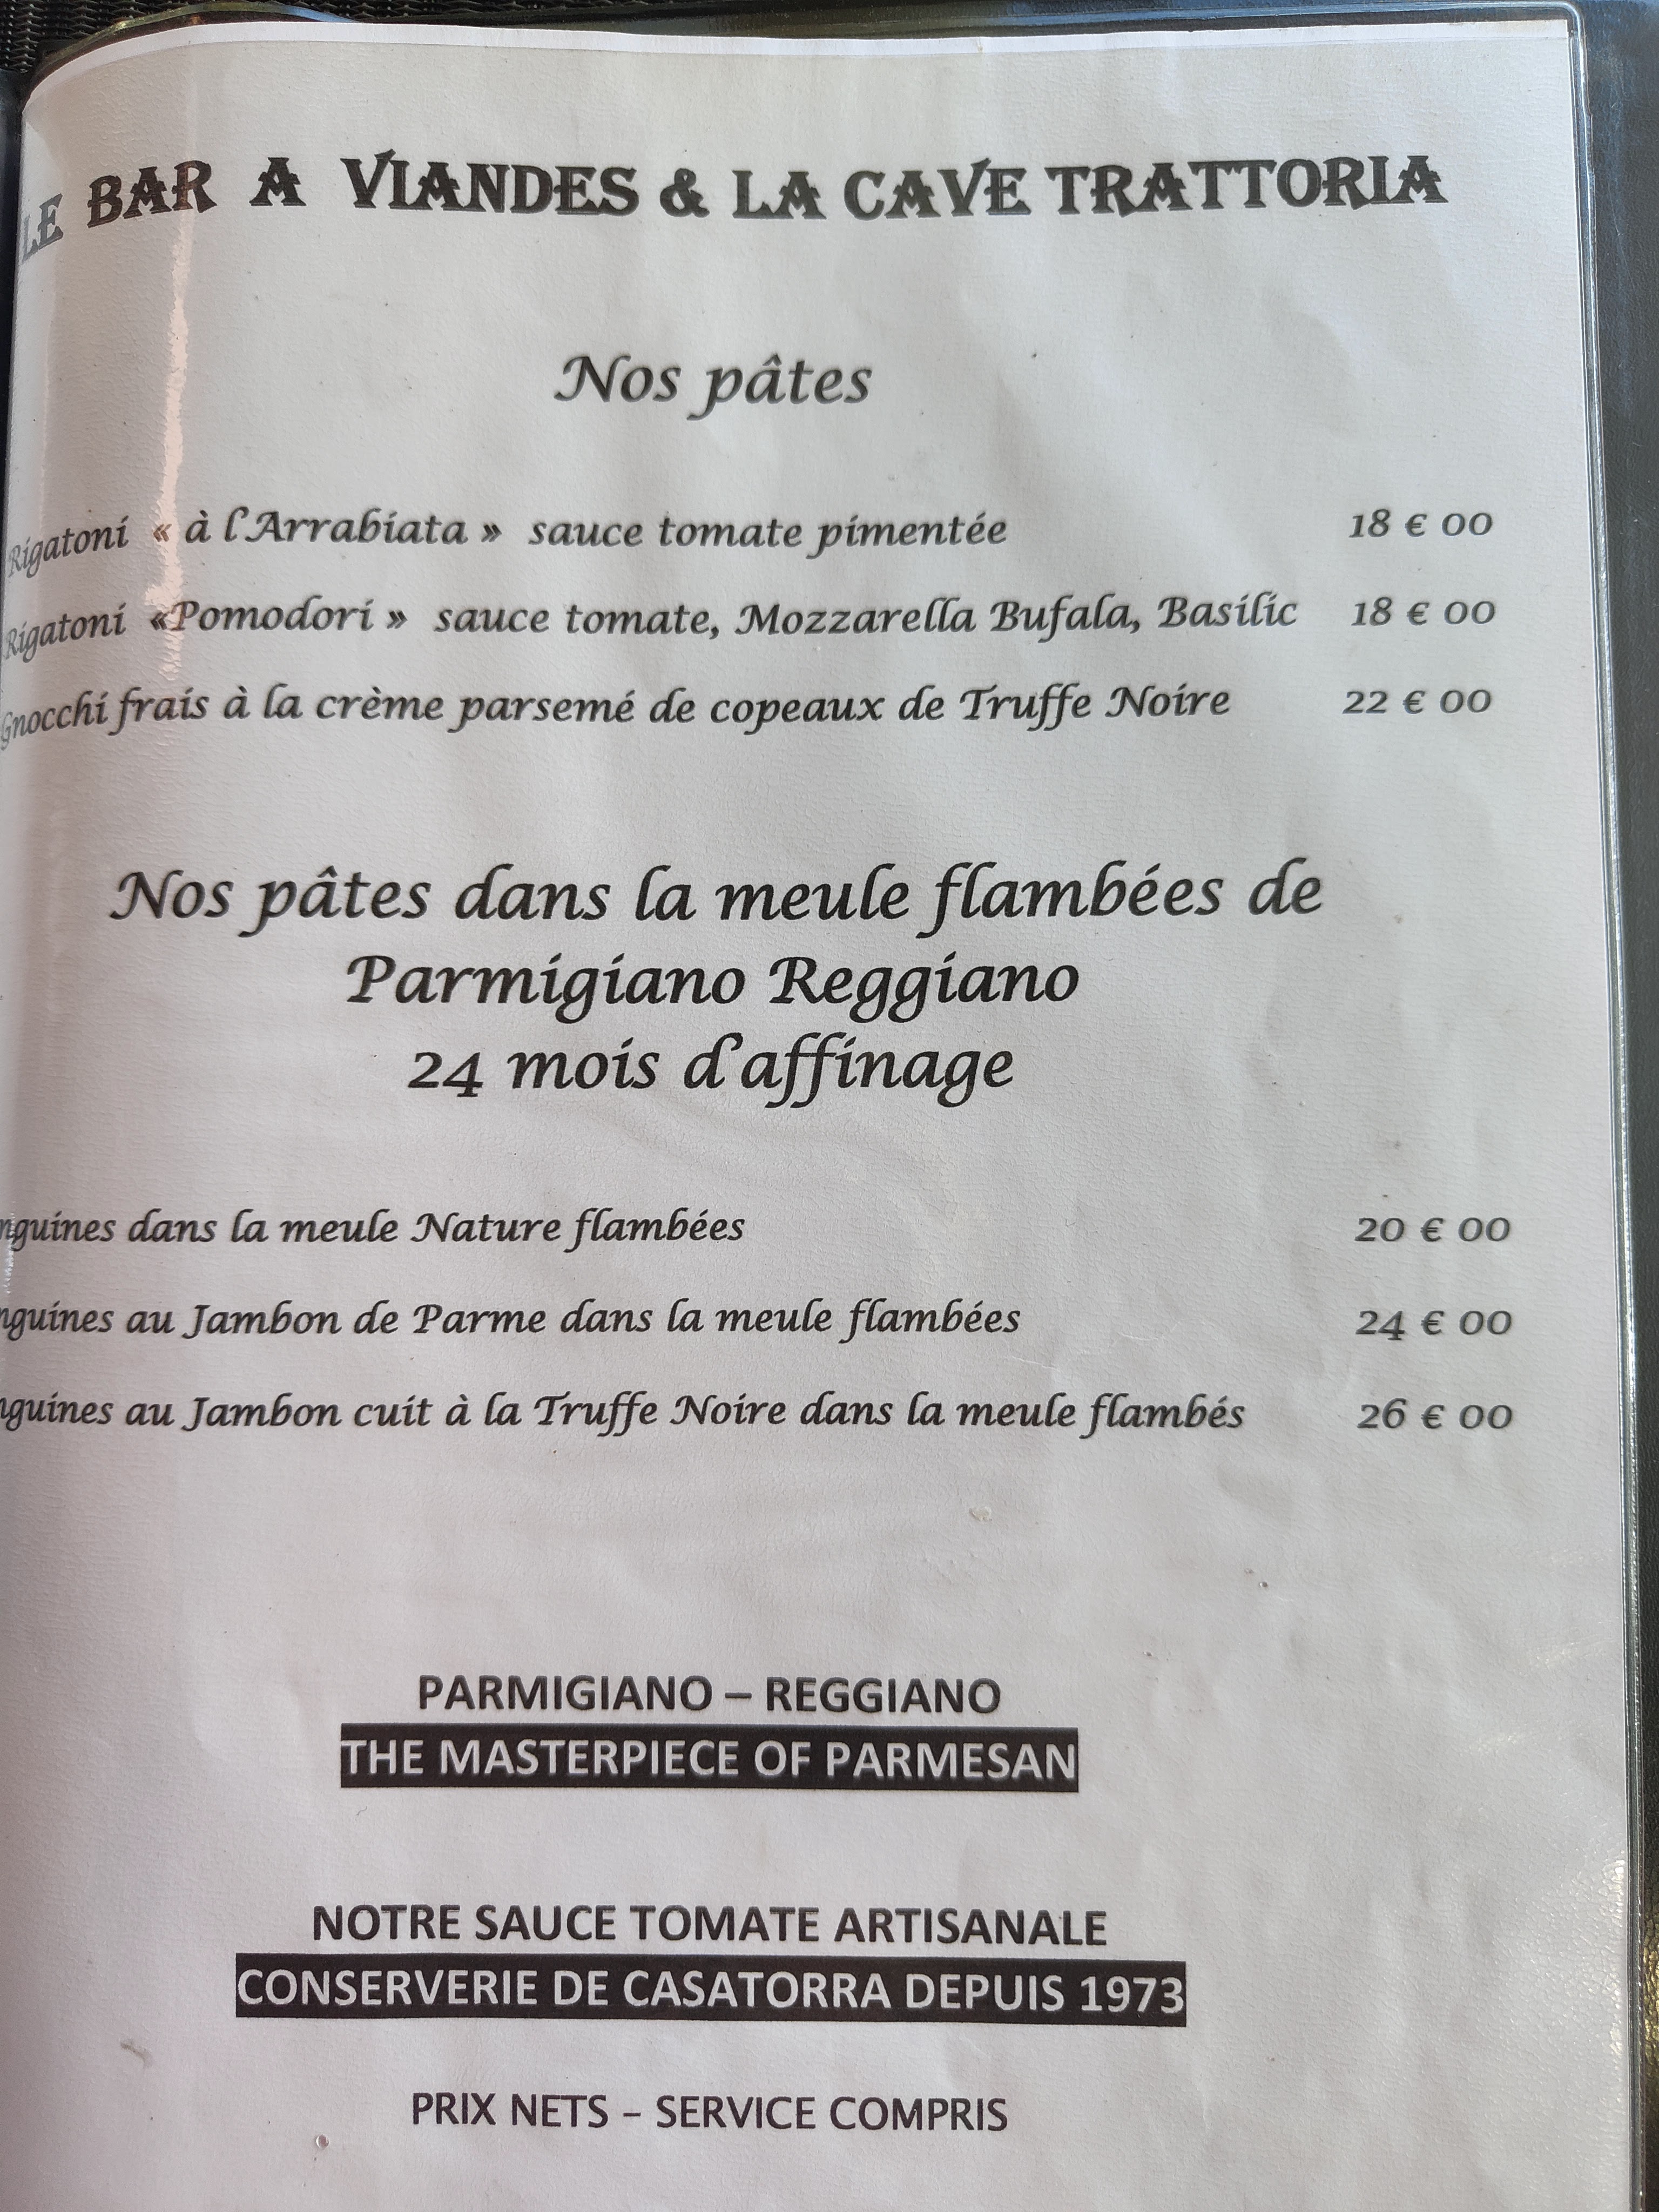 LE BAR A VIANDES & LA CAVE TRATTORIA
Nos pâtes
Rigatoni « à l'Arrabiata » sauce tomate pimentée 18 € 00
Rigatoni «Pomodori » sauce tomate, Mozzarella Bufala, Basilic 18 € 00
Gnocchi frais à la crème parsemé de copeaux de Truffe Noire 22 € 00
Nos pâtes dans la meule flambées de
Parmigiano Reggiano
24 mois d'affinage
nguines dans la meule Nature flambées 20 € 00
nguines au Jambon de Parme dans la meule flambées 24 € 00
nguines au Jambon cuit à la Truffe Noire dans la meule flambés 26 € 00
PARMIGIANO – REGGIANO
THE MASTERPIECE OF PARMESAN
NOTRE SAUCE TOMATE ARTISANALE
CONSERVERIE DE CASATORRA DEPUIS 1973
PRIX NETS – SERVICE COMPRIS